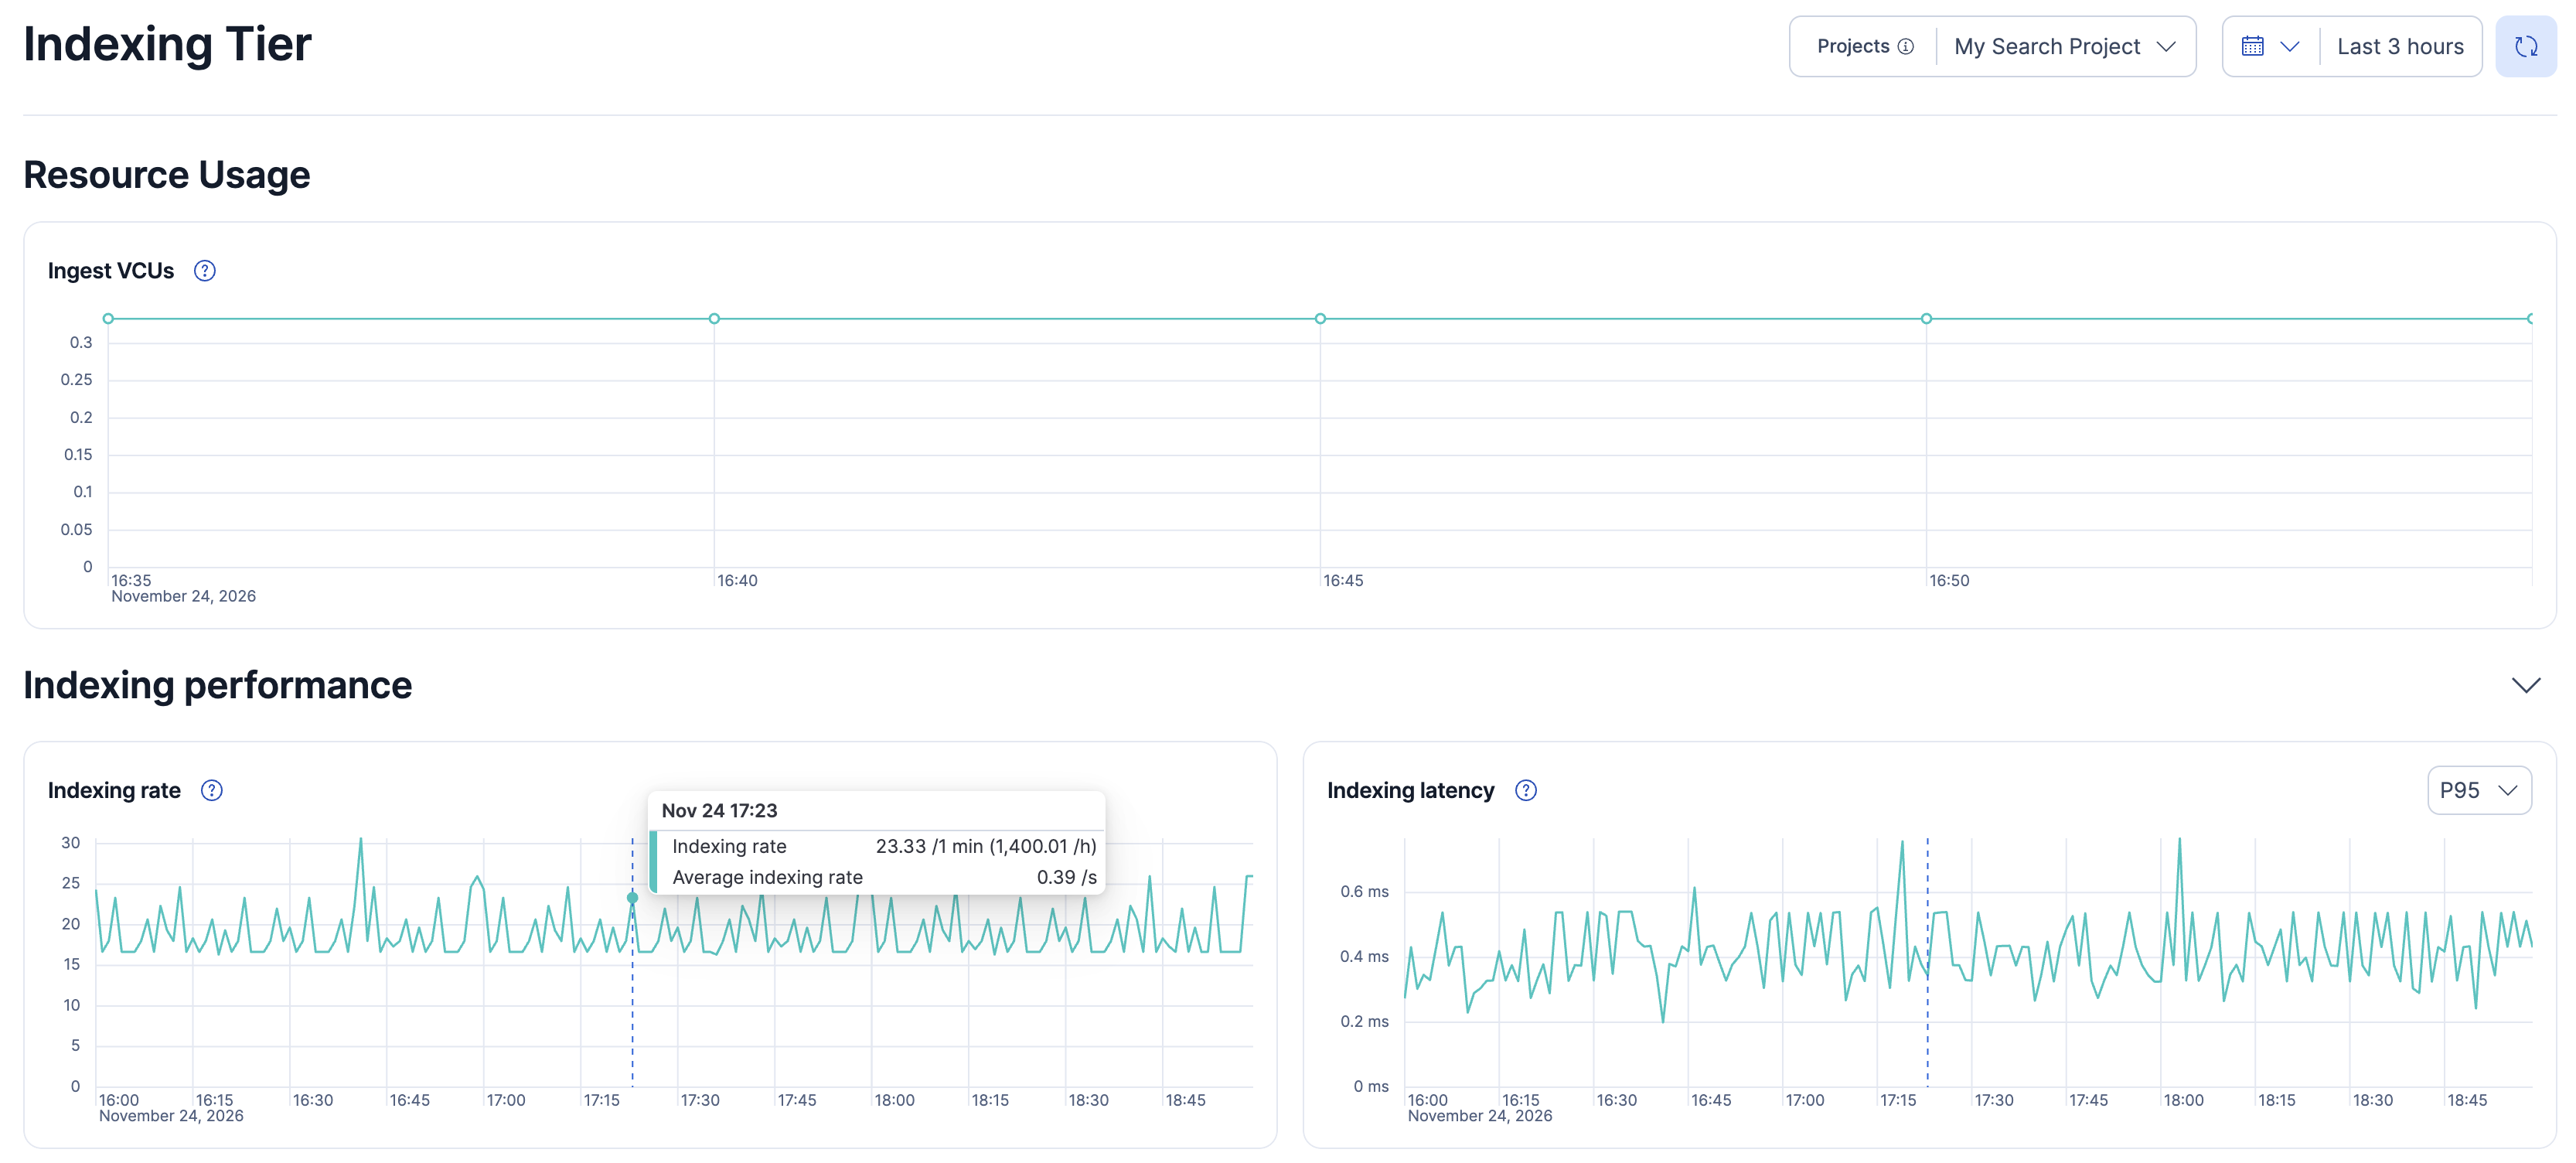 Indexing Tier
Projects My Search Project
Last 3 hours
Resource Usage
Ingest VCUs
0.3
0.25
0.2
0.15
0.1
0.05
0
16:35 16:40 16:45 16:50
November 24, 2026
Indexing performance
Indexing rate
Nov 24 17:23
Indexing rate 23.33 /1 min (1,400.01 /h)
Average indexing rate 0.39 /s
30
25
20
15
10
5
0
16:00 16:15 16:30 16:45 17:00 17:15 17:30 17:45 18:00 18:15 18:30 18:45
November 24, 2026
Indexing latency
P95
0.6 ms
0.4 ms
0.2 ms
0 ms
16:00 16:15 16:30 16:45 17:00 17:15 17:30 17:45 18:00 18:15 18:30 18:45
November 24, 2026